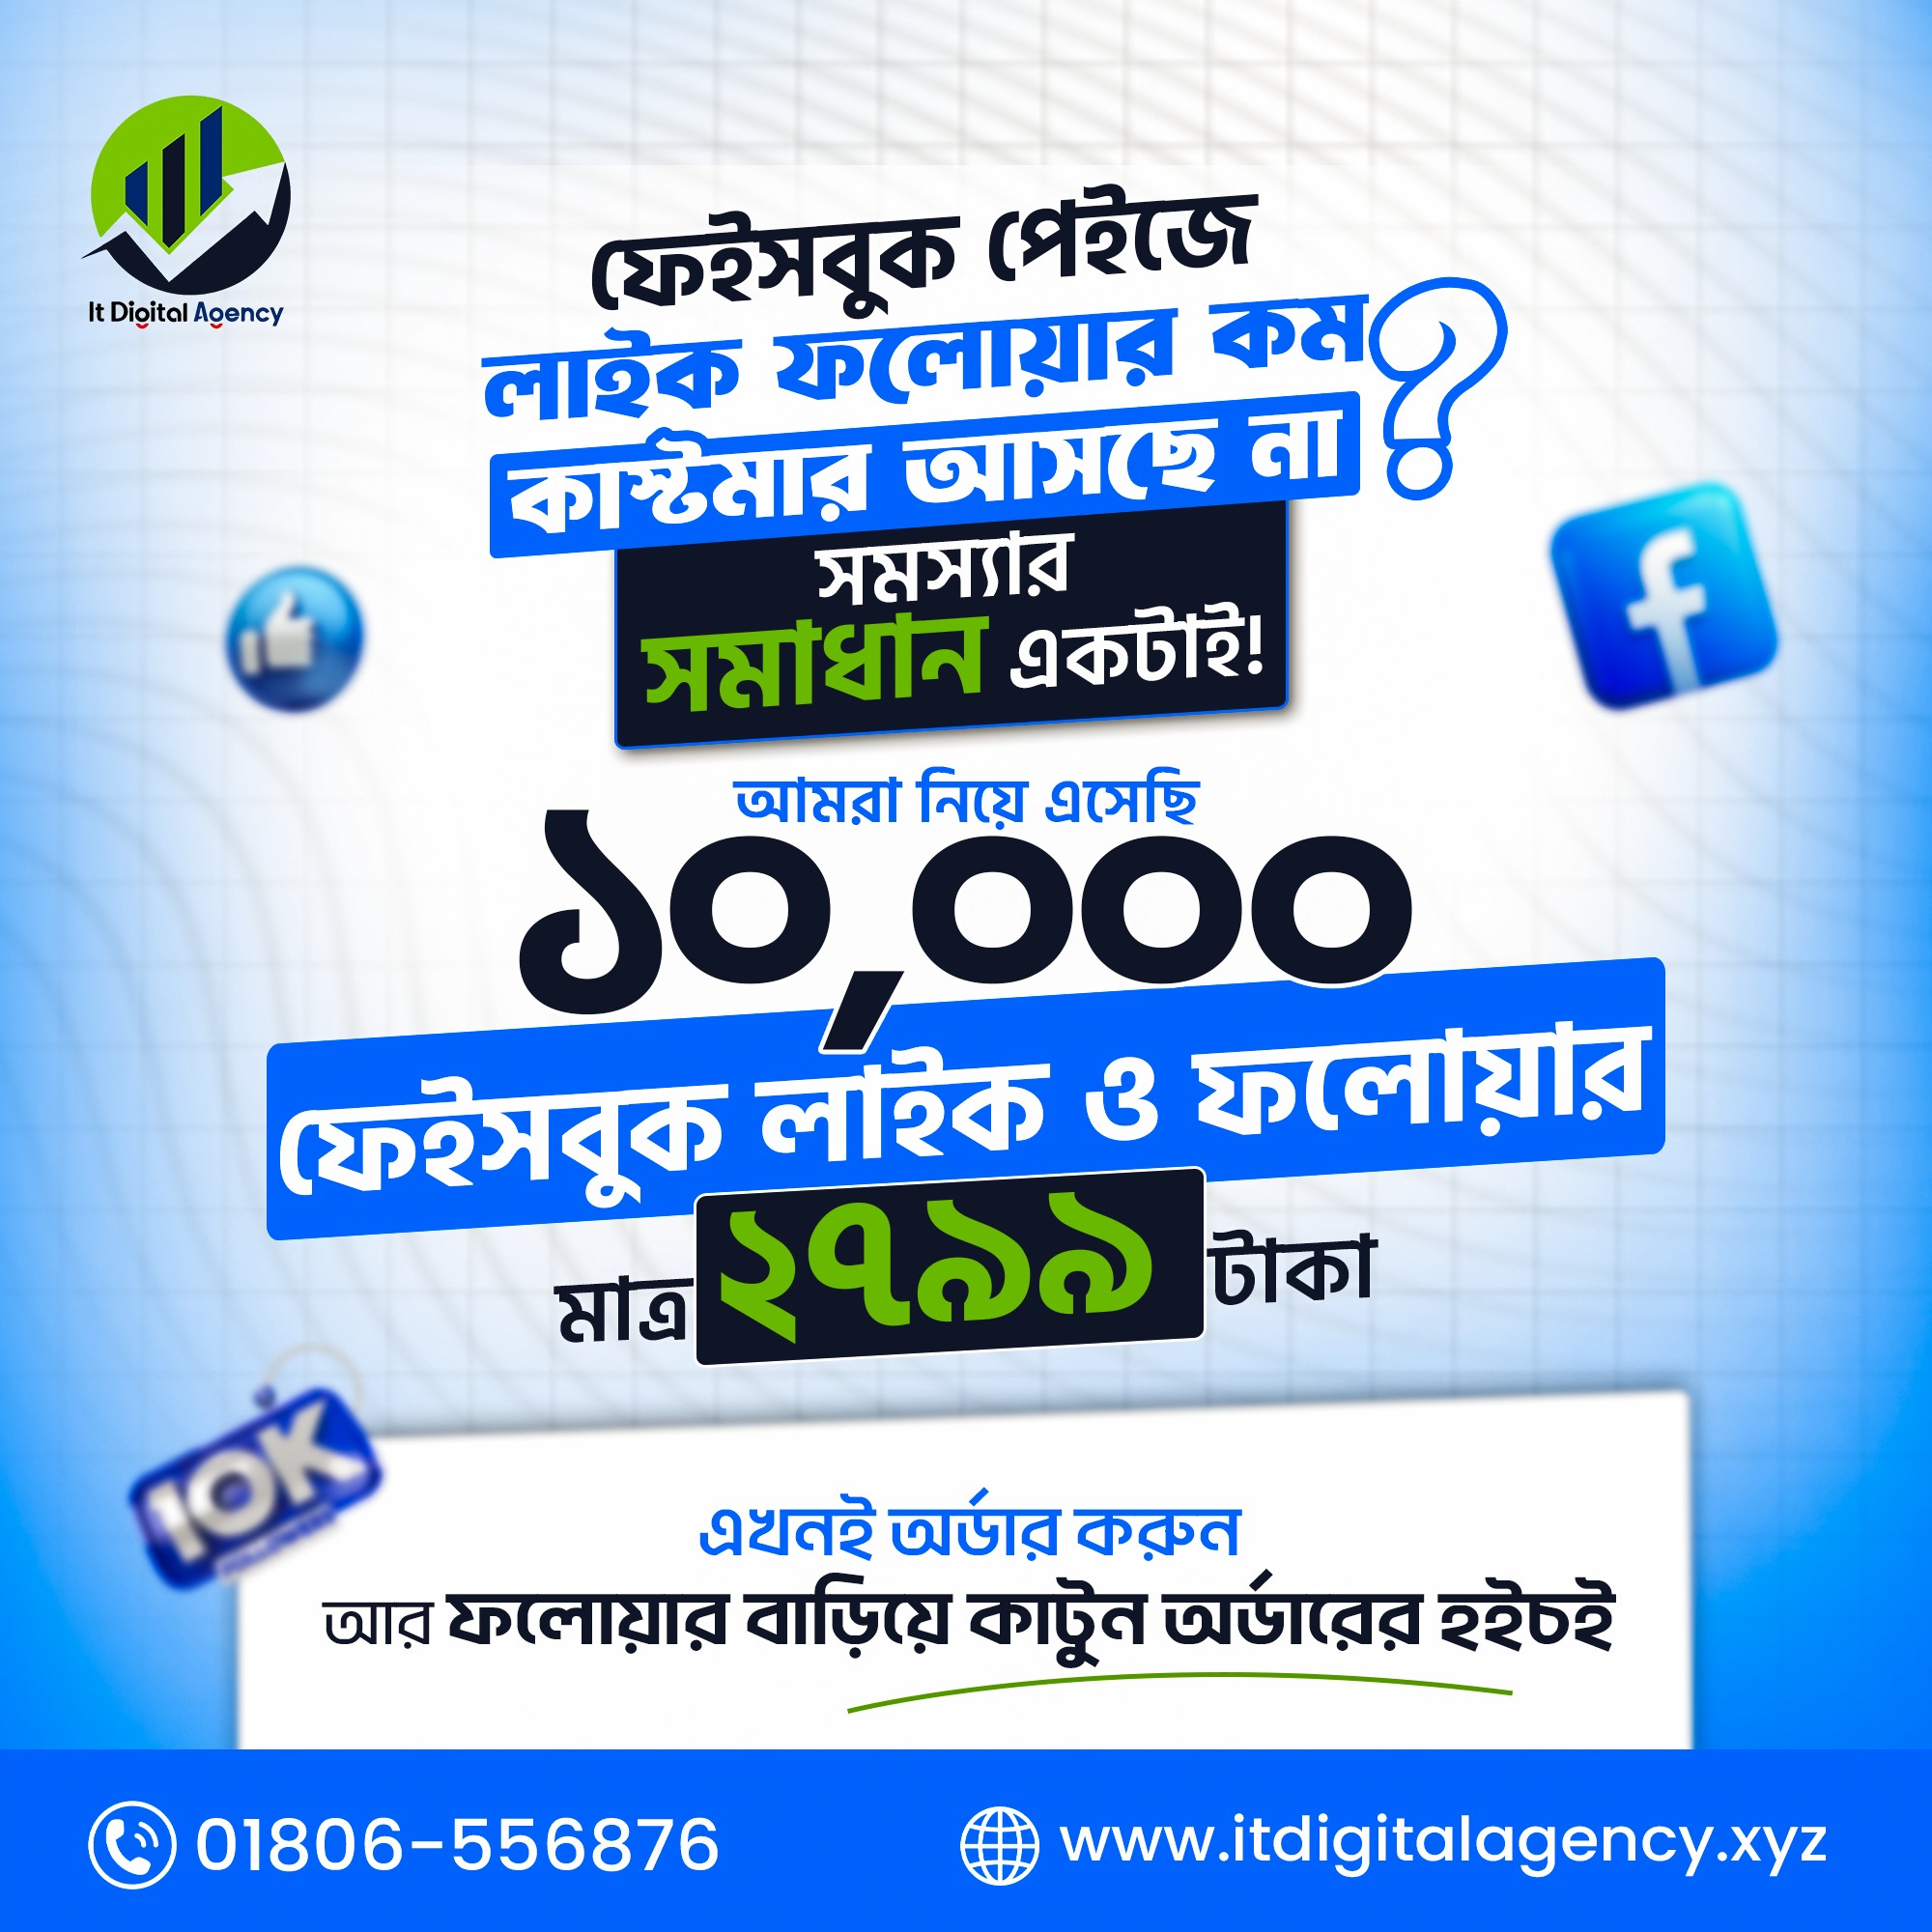 It Digital Agency
ফেইসবুক পেইজে
লাইক ফলোয়ার কম
কাস্টমার আসছে না?
সমস্যার
সমাধান একটাই!
আমরা নিয়ে এসেছি
১০,০০০
ফেইসবুক লাইক ও ফলোয়ার
মাত্র ২৭৯৯ টাকা
10K
এখনই অর্ডার করুন
আর ফলোয়ার বাড়িয়ে কাটুন অর্ডারের হইচই
01806-556876
www.itdigitalagency.xyz